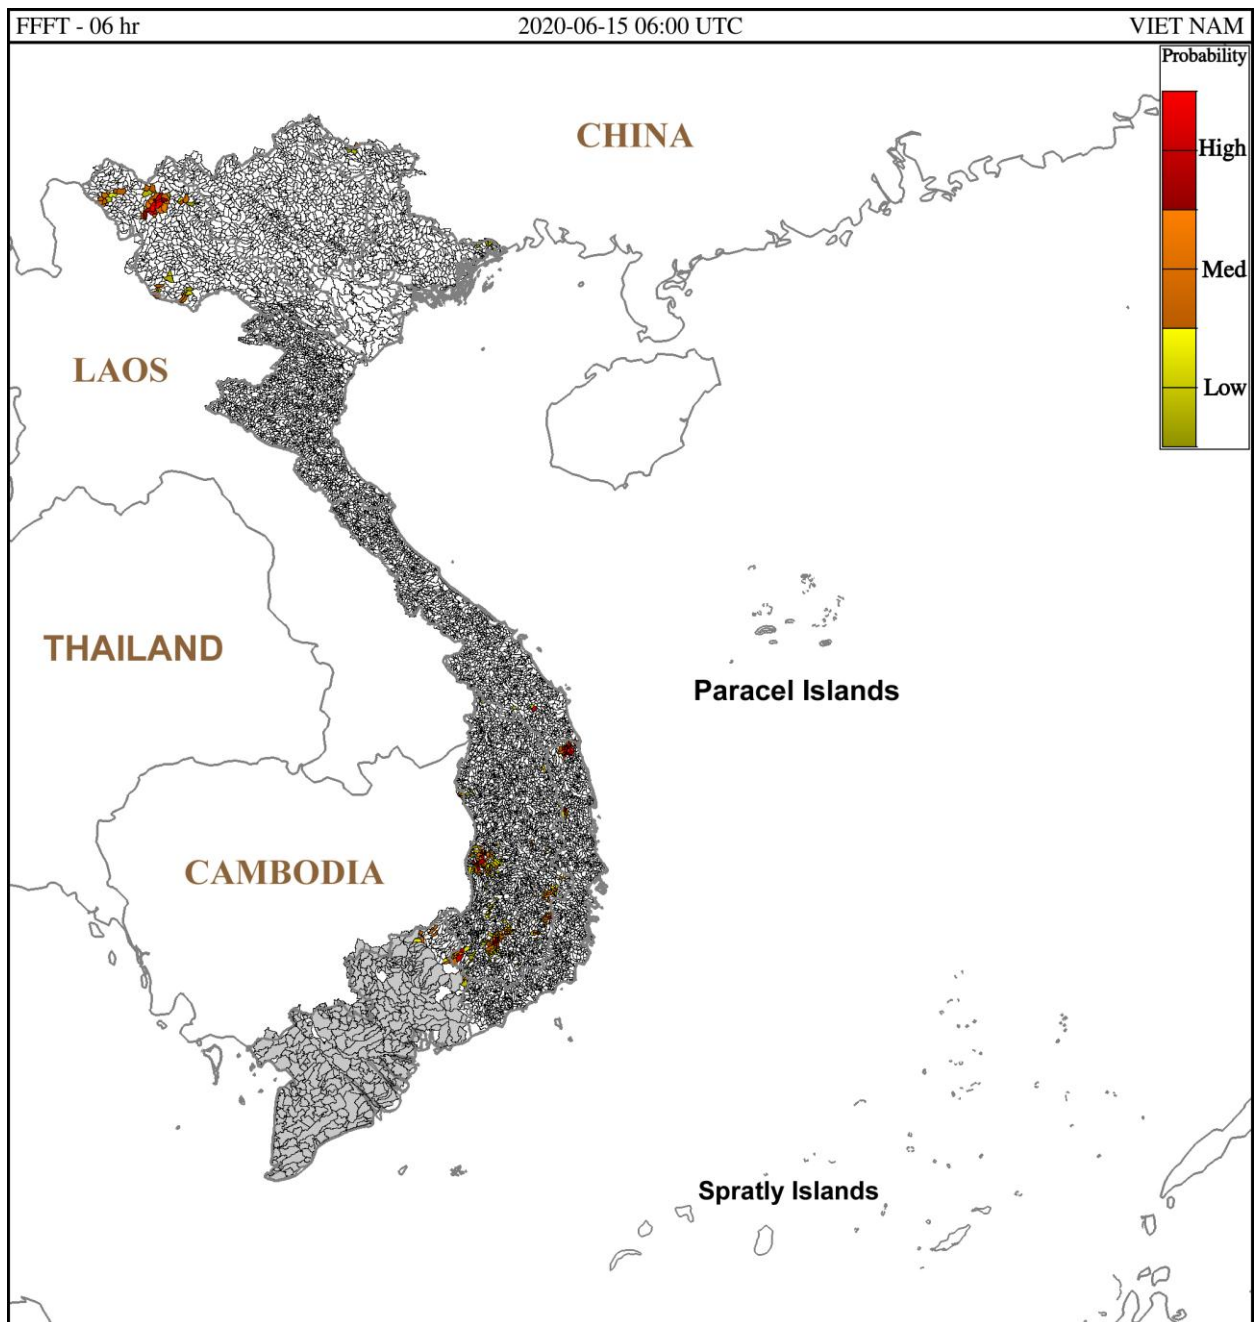 FFFT - 06 hr
2020-06-15 06:00 UTC
VIET NAM
Probability
High
Med
Low
CHINA
LAOS
THAILAND
Paracel Islands
CAMBODIA
Spratly Islands